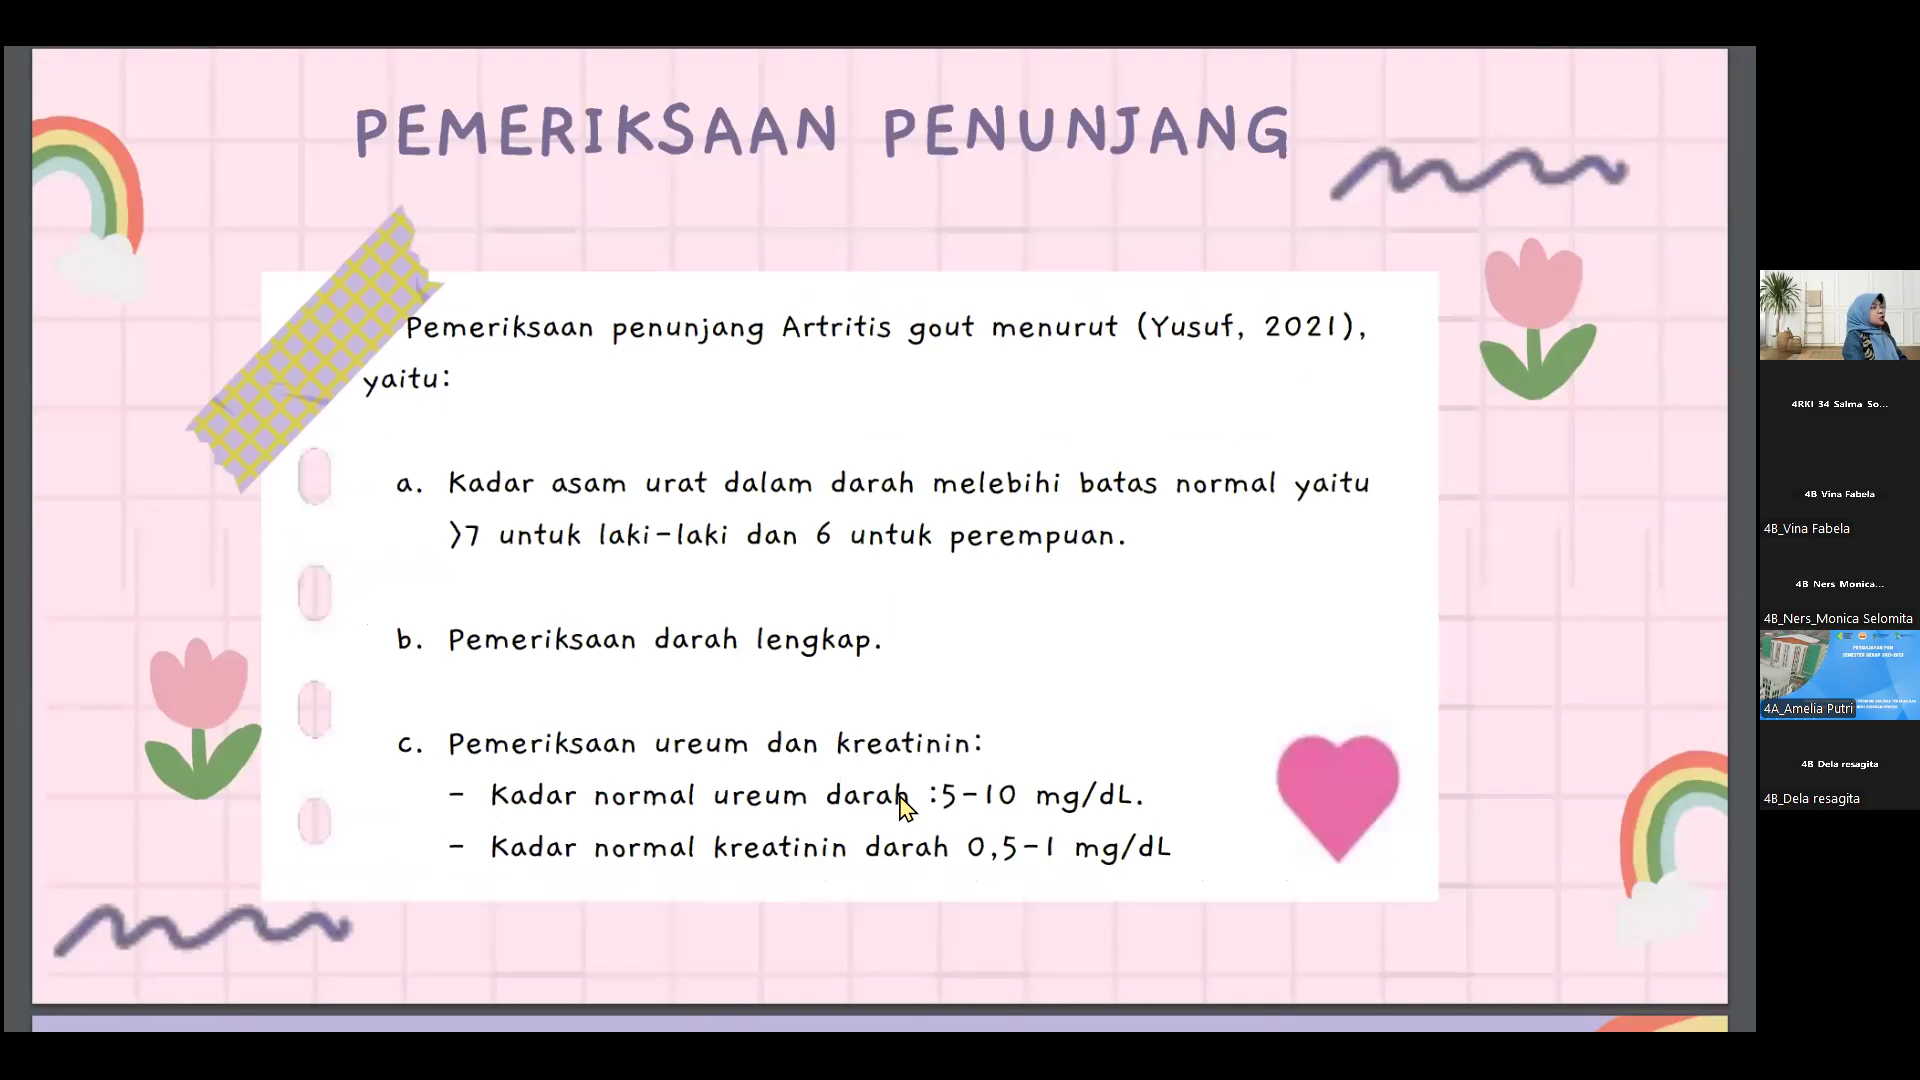 PEMERIKSAAN PENUNJANG
Pemeriksaan penunjang Artritis gout menurut (Yusuf, 2021),
yaitu:
a. Kadar asam urat dalam darah melebihi batas normal yaitu
>7 untuk laki-laki dan 6 untuk perempuan.
b. Pemeriksaan darah lengkap.
c. Pemeriksaan ureum dan kreatinin:
- Kadar normal ureum darah :5-10 mg/dL.
- Kadar normal kreatinin darah 0,5-1 mg/dL
4RKI 34 Salma So...
4B Vina Fabela
4B_Vina Fabela
4B Ners Monica...
4B_Ners_Monica Selomita
4A_Amelia Putri
4B Dela resagita
4B_Dela resagita